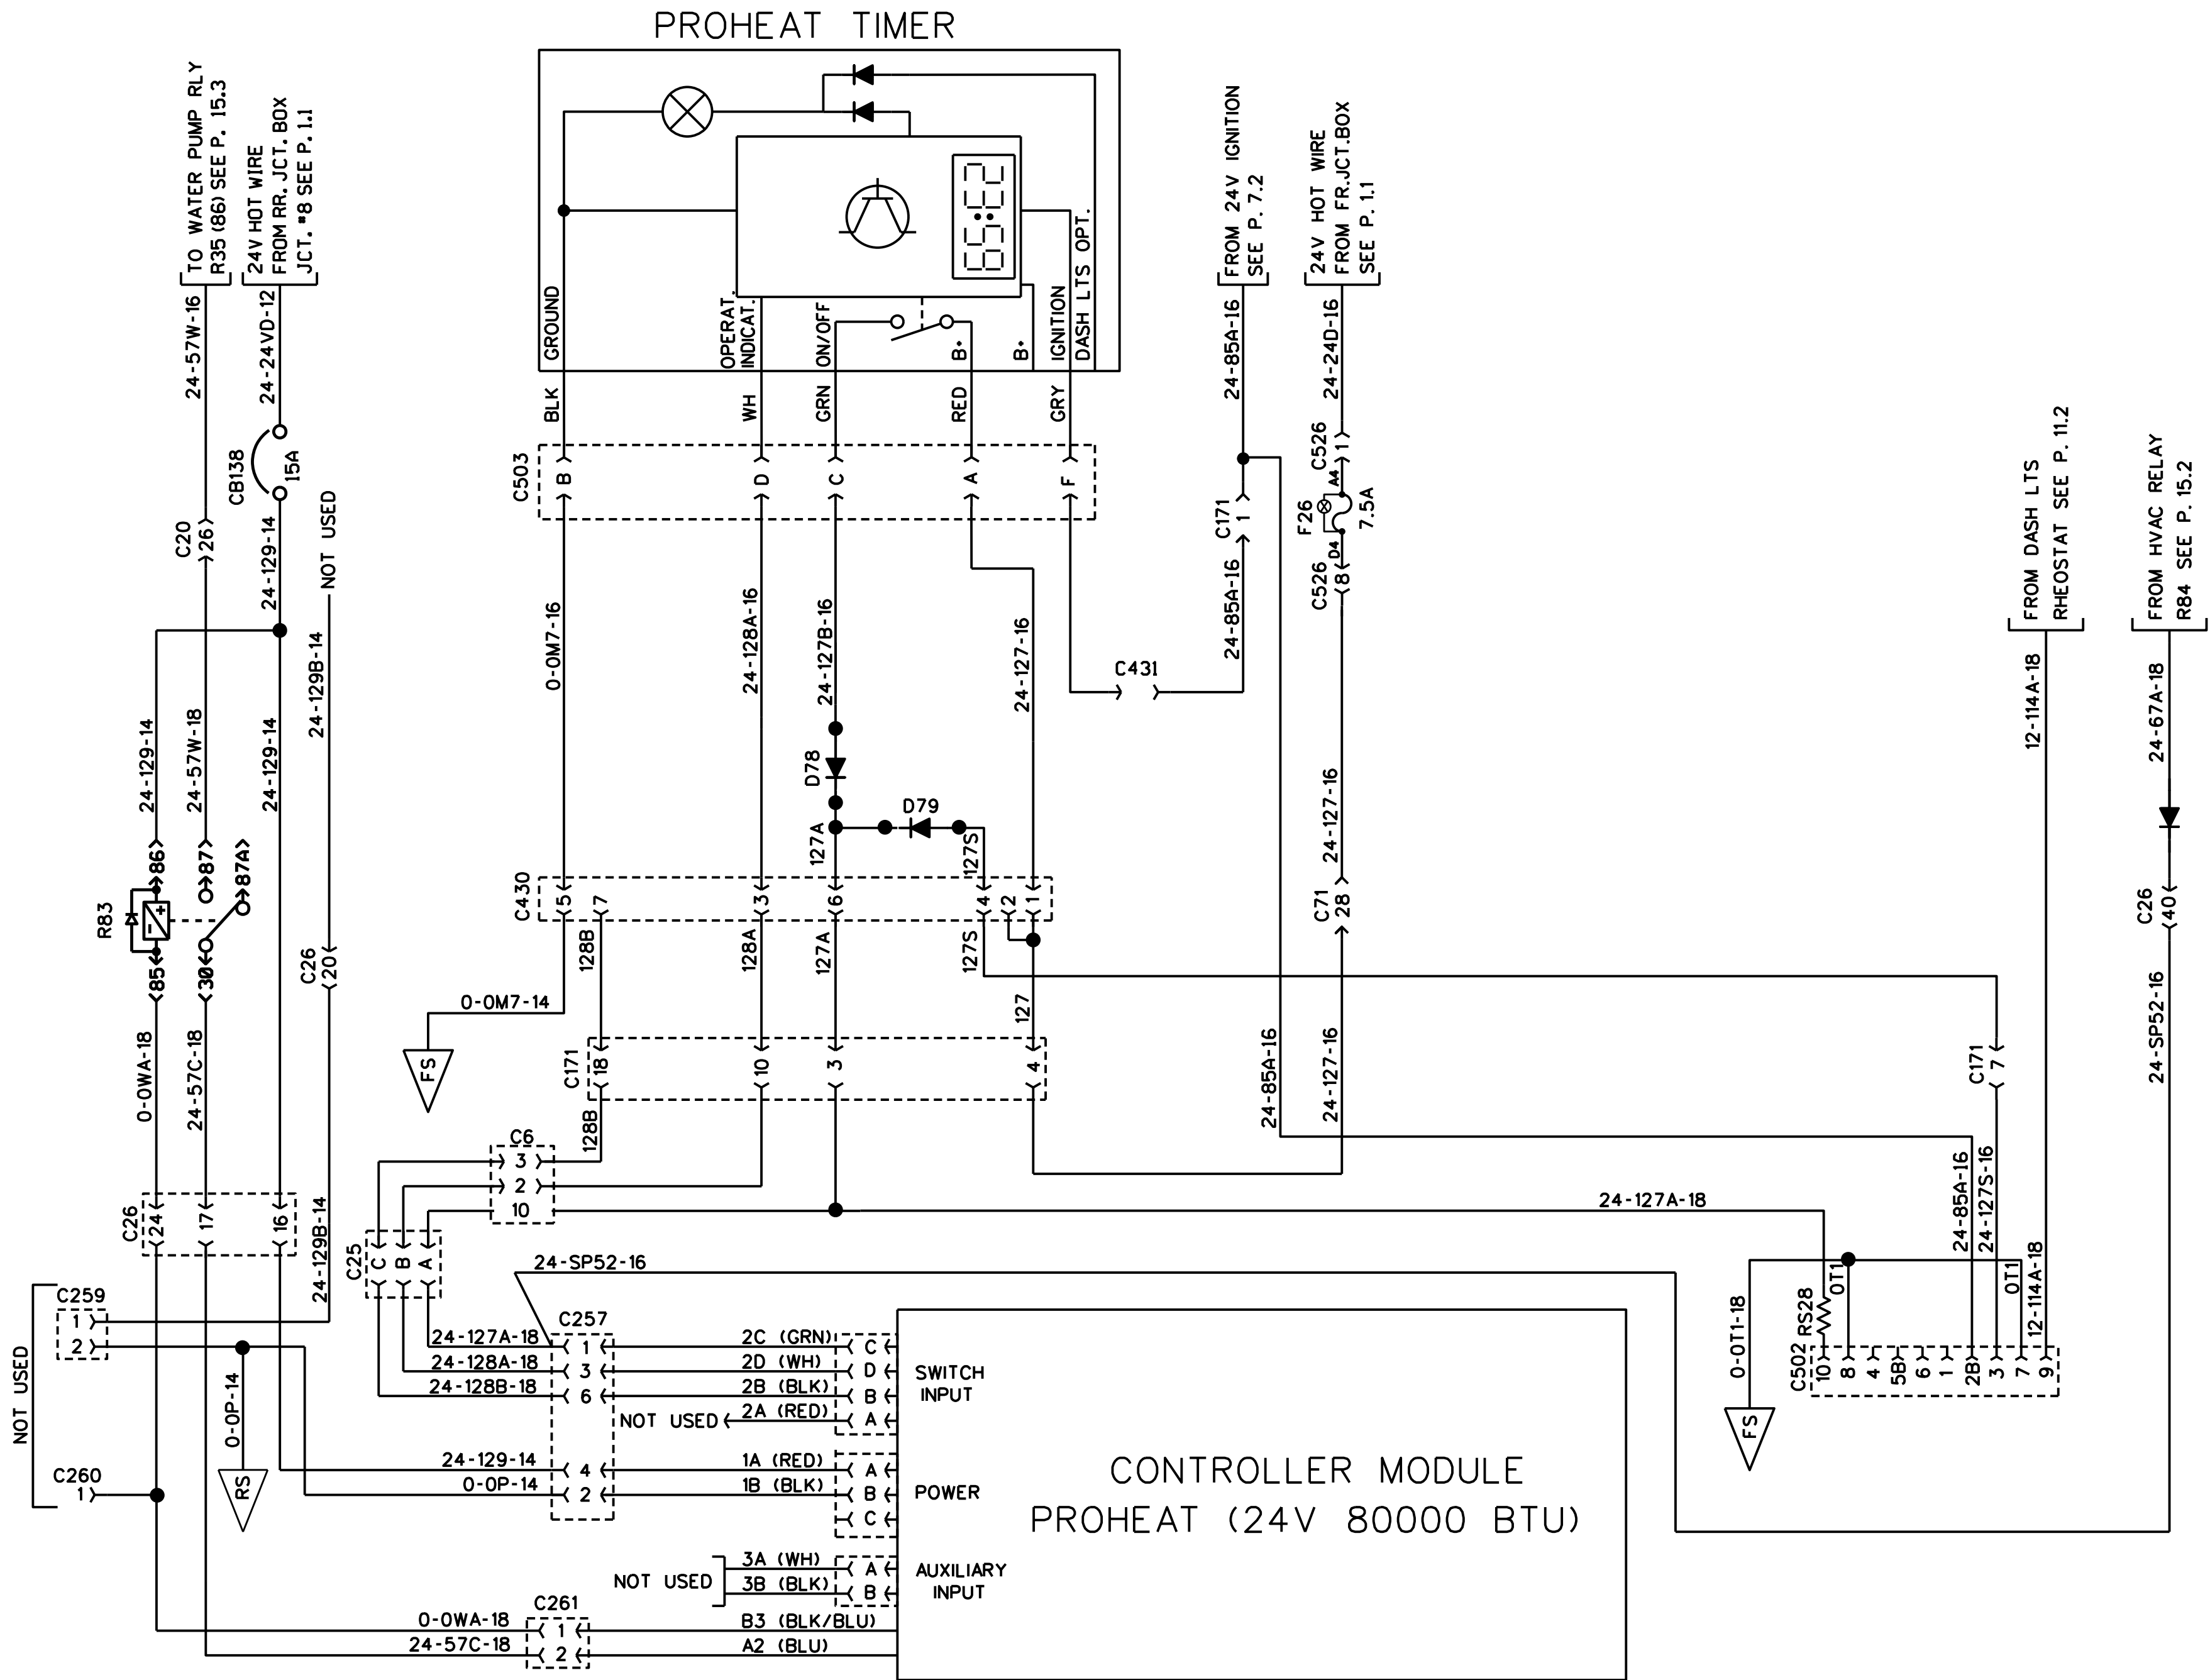 PROHEAT TIMER
TO WATER PUMP RLY
R35 (86) SEE P. 15.3
24V HOT WIRE
FROM RR. JCT. BOX
JCT. #8 SEE P. 1.1
24-57W-16
24-24VD-12
CB138
15A
C20
26
24-129-14
NOT USED
24-129B-14
24-129-14
24-57W-18
24-129-14
R83
86
87
87A
85
30
C26
20
0-0WA-18
24-57C-18
C26
24
17
16
24-129B-14
GROUND
OPERAT.
INDICAT.
ON/OFF
B+
B+
IGNITION
DASH LTS OPT.
BLK
WH
GRN
RED
GRY
C503
B
D
C
A
F
0-0M7-16
24-128A-16
24-127B-16
24-127-16
C431
D78
D79
127A
127S
C430
5
7
3
6
4
2
1
128B
128A
127A
127S
127
0-0M7-14
FS
C171
18
10
3
4
128B
C6
3
2
10
C25
C
B
A
FROM 24V IGNITION
SEE P. 7.2
24V HOT WIRE
FROM FR.JCT.BOX
SEE P. 1.1
24-85A-16
24-24D-16
C526
1
A4
F26
7.5A
D4
C526
8
C171
1
24-85A-16
24-127-16
C71
28
24-85A-16
24-127-16
FROM DASH LTS
RHEOSTAT SEE P. 11.2
FROM HVAC RELAY
R84 SEE P. 15.2
12-114A-18
24-67A-18
C26
40
24-SP52-16
C171
7
24-127A-18
24-85A-16
24-127S-16
0T1
0T1
12-114A-18
0-0T1-18
RS28
FS
C502
10
8
4
5B
6
1
2B
3
7
9
24-SP52-16
NOT USED
C259
1
2
C260
1
0-0P-14
RS
C257
24-127A-18
1
2C (GRN)
C
24-128A-18
3
2D (WH)
D
24-128B-18
6
2B (BLK)
B
NOT USED
2A (RED)
A
SWITCH
INPUT
24-129-14
4
1A (RED)
A
0-0P-14
2
1B (BLK)
B
C
POWER
NOT USED
3A (WH)
A
3B (BLK)
B
AUXILIARY
INPUT
C261
0-0WA-18
1
B3 (BLK/BLU)
24-57C-18
2
A2 (BLU)
CONTROLLER MODULE
PROHEAT (24V 80000 BTU)